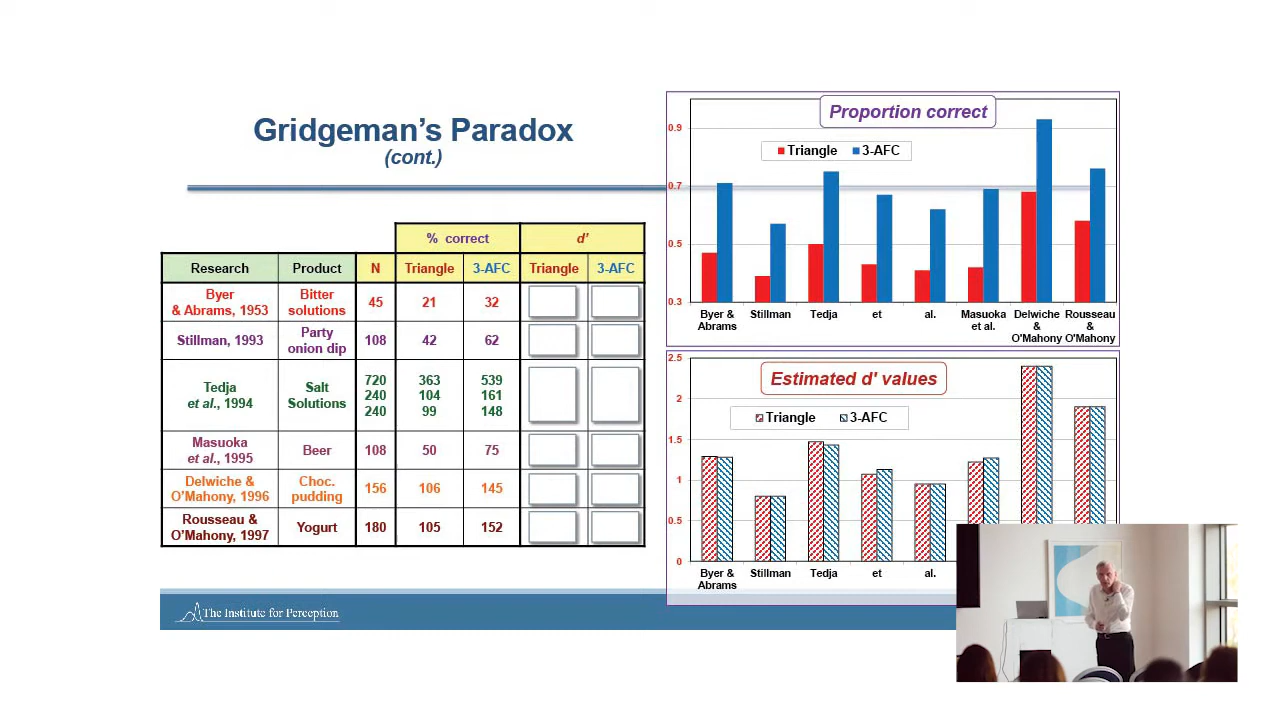 Gridgeman's Paradox
(cont.)
% correct d'
Research Product N Triangle 3-AFC Triangle 3-AFC
Byer
& Abrams, 1953
Bitter
solutions
45 21 32
Stillman, 1993
Party
onion dip
108 42 62
Tedja
et al., 1994
Salt
Solutions
720 363 539
240 104 161
240 99 148
Masuoka
et al., 1995
Beer 108 50 75
Delwiche &
O'Mahony, 1996
Choc.
pudding
156 106 145
Rousseau &
O'Mahony, 1997
Yogurt 180 105 152
The Institute for Perception
Proportion correct
Triangle 3-AFC
0.9
0.7
0.5
0.3
Byer & Stillman Tedja et al. Masuoka Delwiche Rousseau
Abrams et al. & &
O'Mahony O'Mahony
Estimated d' values
Triangle 3-AFC
2.5
2
1.5
1
0.5
0
Byer & Stillman Tedja et al.
Abrams